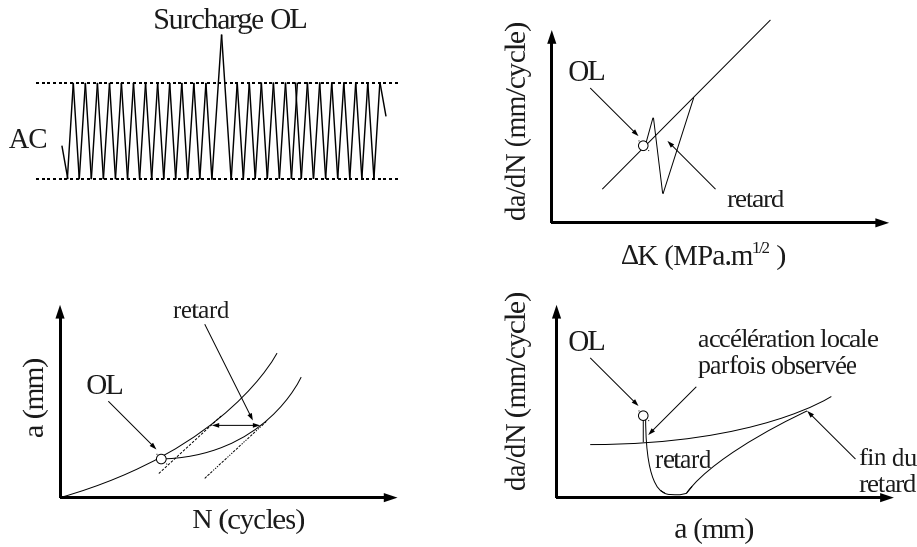 Surcharge OL
AC
da/dN (mm/cycle)
OL
retard
ΔK (MPa.m1/2 )
a (mm)
retard
OL
N (cycles)
da/dN (mm/cycle)
OL
accélération locale
parfois observée
retard
fin du
retard
a (mm)